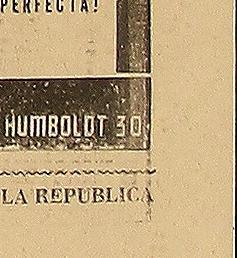 PERFECTA!
HUMBOLDT 30
LA REPUBLICA